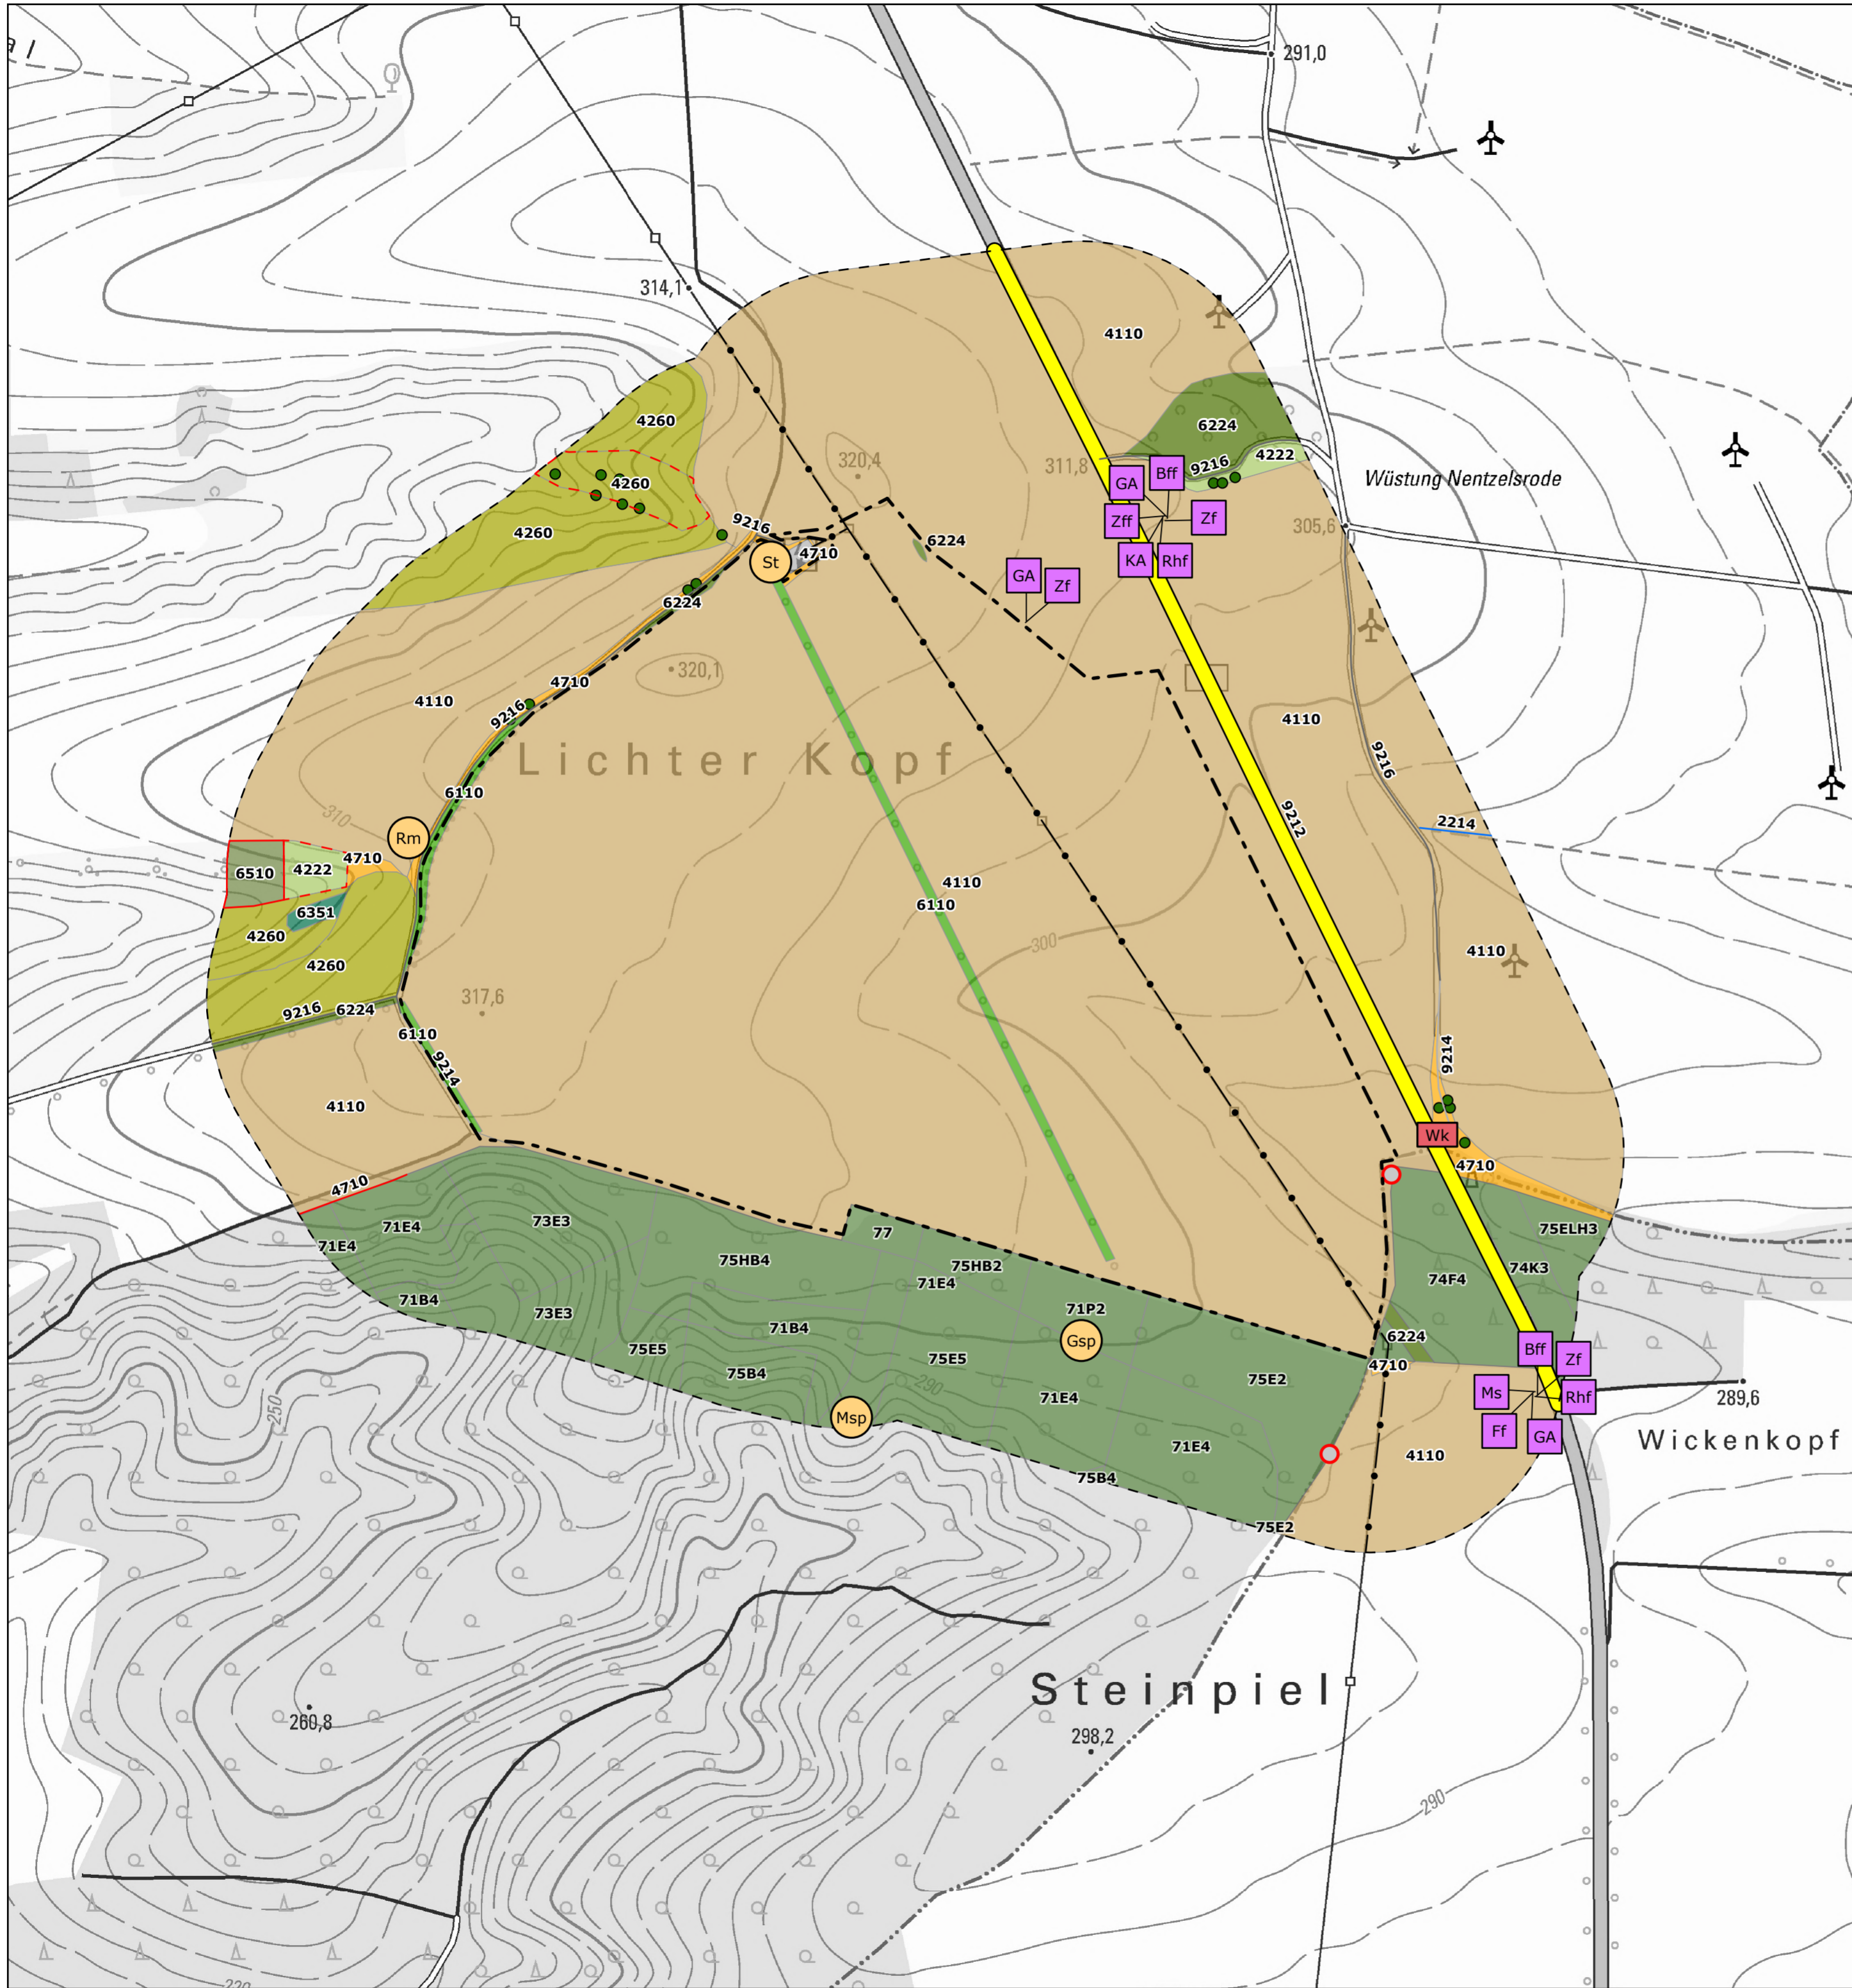 al
291,0
314,1
4110
4260
6224
320,4
311,8
9216
4222
Wüstung Nentzelsrode
GA
Bff
4260
Zff
Zf
4260
9216
305,6
St
4710
6224
KA
Rhf
GA
Zf
6224
320,1
4710
4110
9216
4110
Lichter Kopf
9216
6110
310
9212
2214
Rm
4710
6510
4222
4110
6110
6351
4260
300
4110
4260
317,6
9216
6224
6110
9214
9214
4110
Wk
4710
4710
71E4
73E3
77
75ELH3
71E4
75HB4
75HB2
74K3
71E4
74F4
71B4
73E3
71P2
71B4
Gsp
6224
75E5
Bff
75E5
Zf
75B4
4710
75E2
290
Ms
Rhf
71E4
289,6
250
Msp
Ff
GA
Wickenkopf
71E4
4110
75B4
75E2
Steinpiel
260,8
298,2
290
220